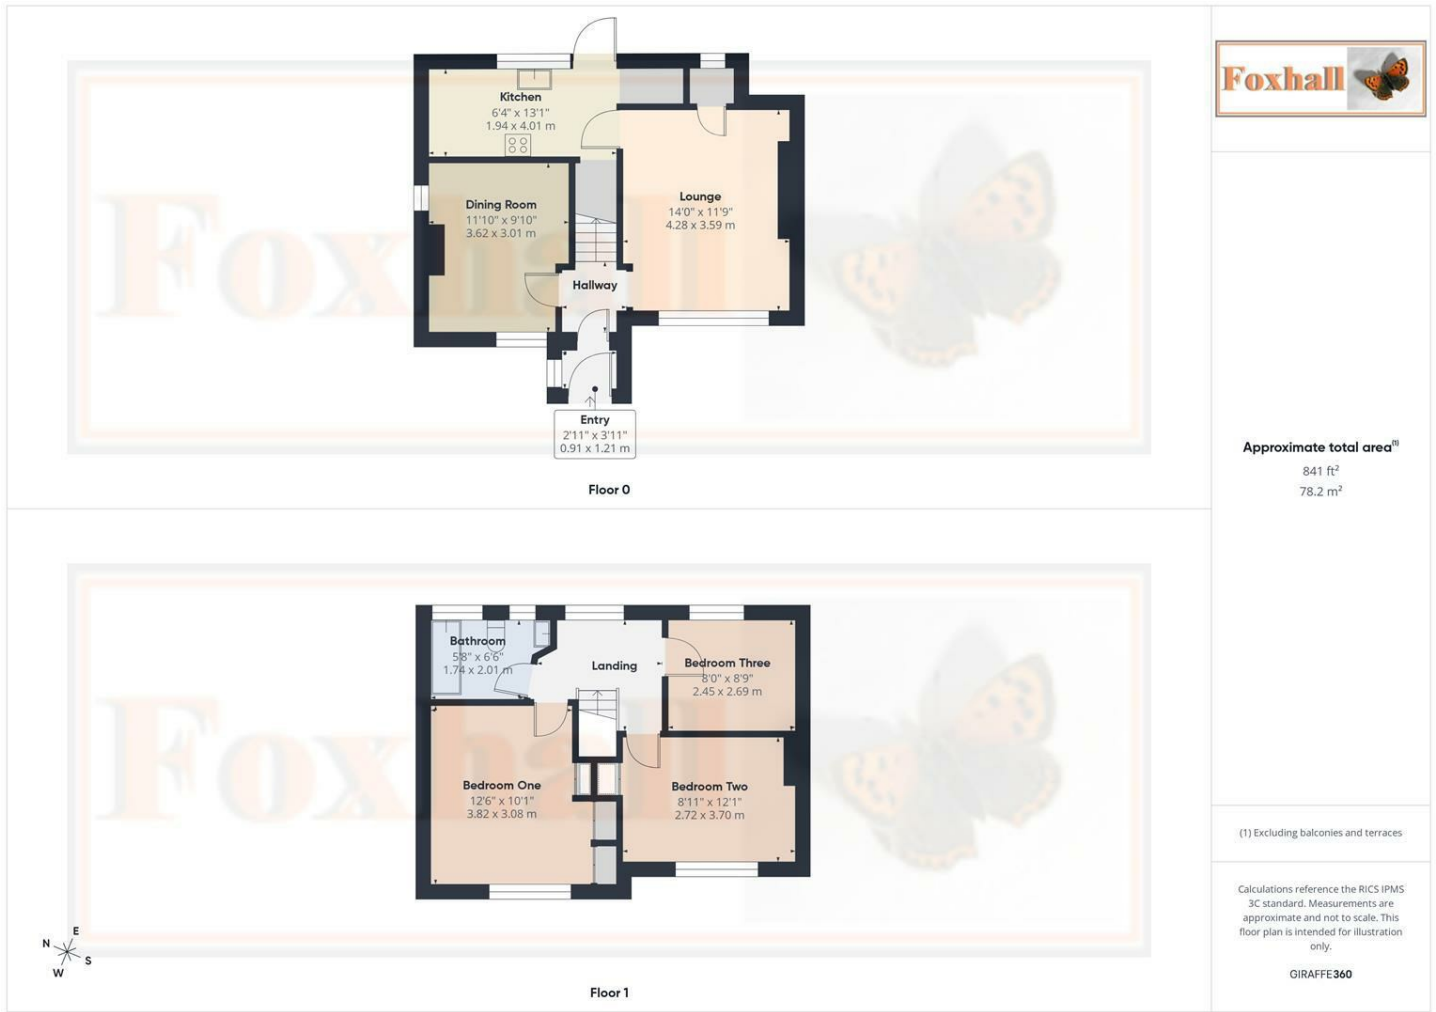 Foxhall
Kitchen
6'4" x 13'1"
1.94 x 4.01 m
Dining Room
11'10" x 9'10"
3.62 x 3.01 m
Lounge
14'0" x 11'9"
4.28 x 3.59 m
Hallway
Entry
2'11" x 3'11"
0.91 x 1.21 m
Floor 0
Foxhall
Approximate total area(1)
841 ft²
78.2 m²
Foxhall
Bathroom
5'8" x 6'6"
1.74 x 2.01 m
Landing
Bedroom Three
8'0" x 8'9"
2.45 x 2.69 m
Bedroom One
12'6" x 10'1"
3.82 x 3.08 m
Bedroom Two
8'11" x 12'1"
2.72 x 3.70 m
N
E
S
W
Floor 1
(1) Excluding balconies and terraces
Calculations reference the RICS IPMS
3C standard. Measurements are
approximate and not to scale. This
floor plan is intended for illustration
only.
GIRAFFE360